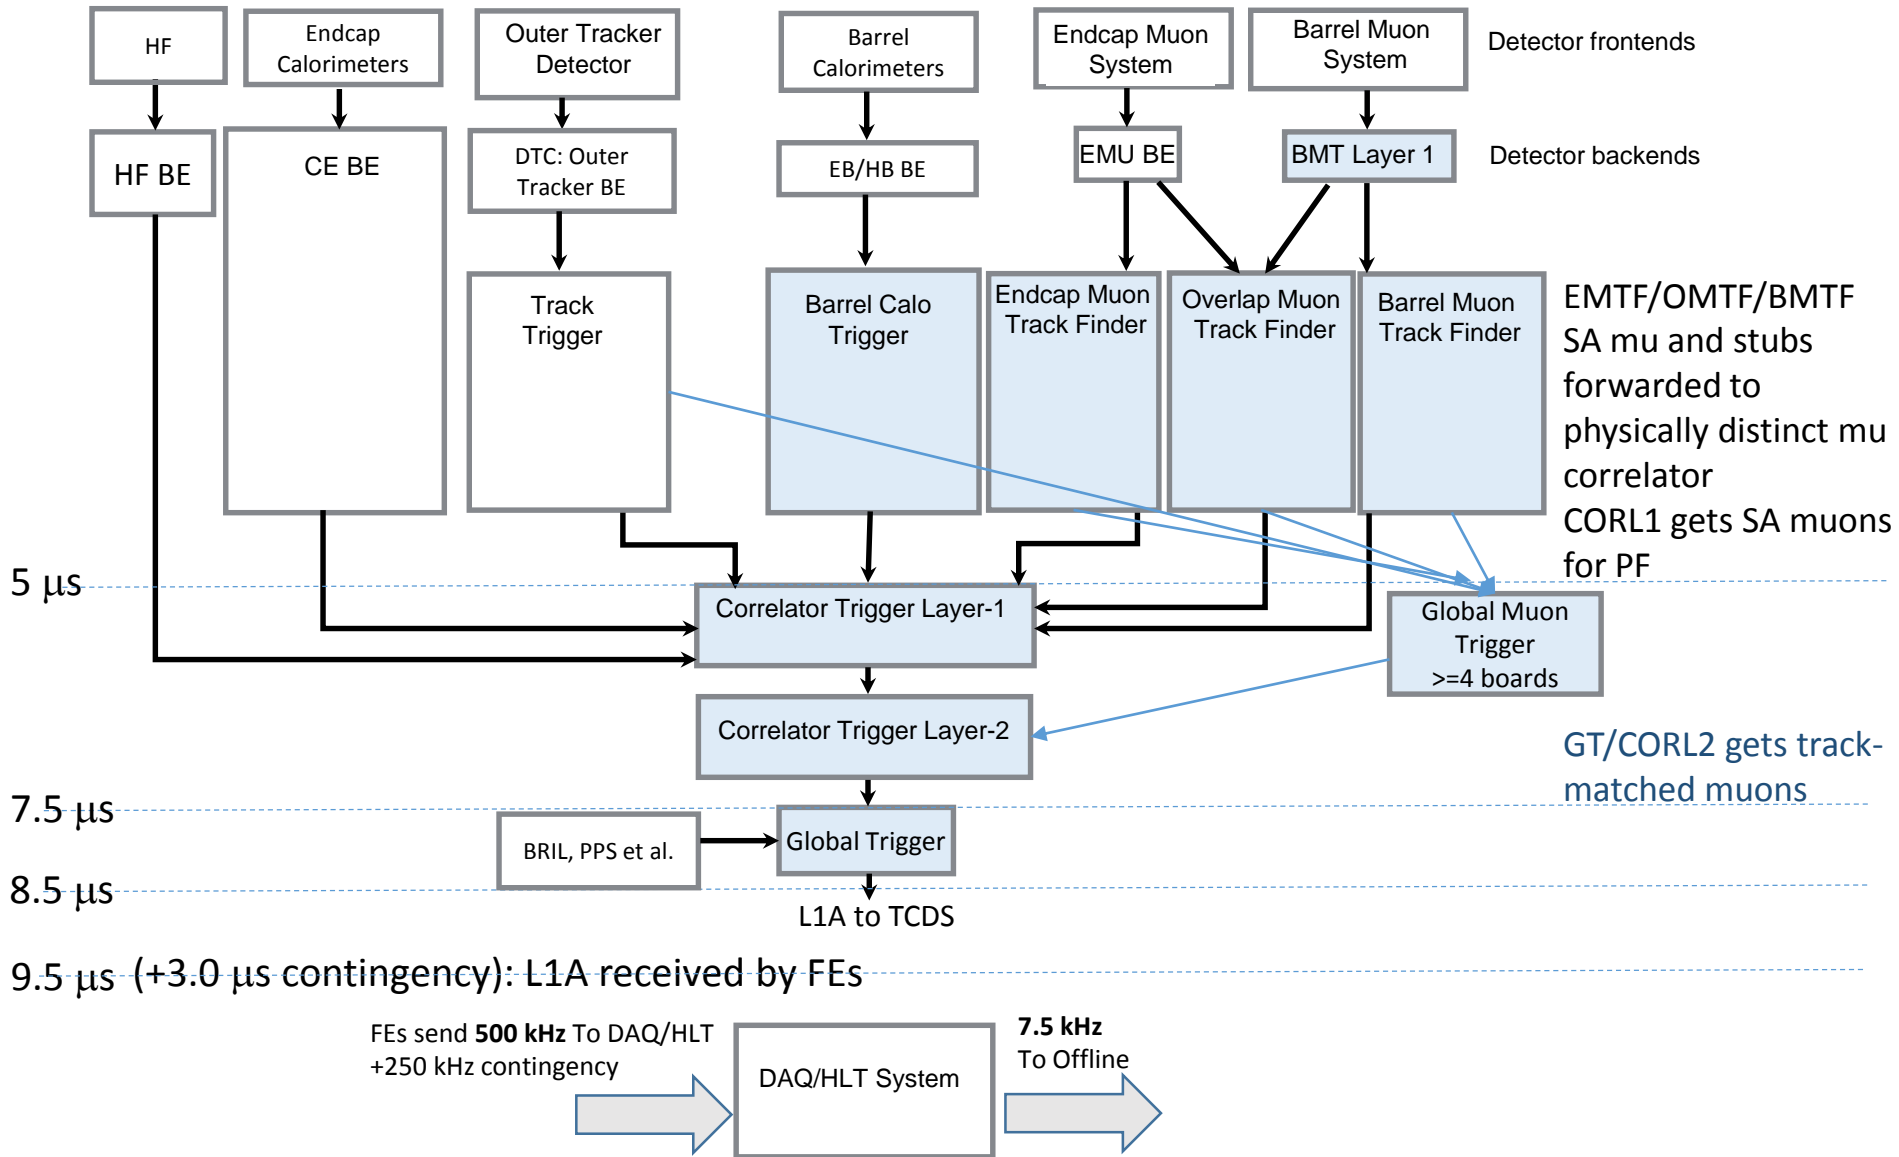 HF
Endcap
Calorimeters
Outer Tracker
Detector
Barrel
Calorimeters
Endcap Muon
System
Barrel Muon
System
Detector frontends
HF BE
CE BE
DTC: Outer
Tracker BE
EB/HB BE
EMU BE
BMT Layer 1
Detector backends
Track
Trigger
Barrel Calo
Trigger
Endcap Muon
Track Finder
Overlap Muon
Track Finder
Barrel Muon
Track Finder
EMTF/OMTF/BMTF
SA mu and stubs
forwarded to
physically distinct mu
correlator
CORL1 gets SA muons
for PF
5 μs
Correlator Trigger Layer-1
Global Muon
Trigger
>=4 boards
Correlator Trigger Layer-2
GT/CORL2 gets track-
matched muons
7.5 μs
BRIL, PPS et al.
Global Trigger
8.5 μs
L1A to TCDS
9.5 μs (+3.0 μs contingency): L1A received by FEs
FEs send 500 kHz To DAQ/HLT
+250 kHz contingency
DAQ/HLT System
7.5 kHz
To Offline